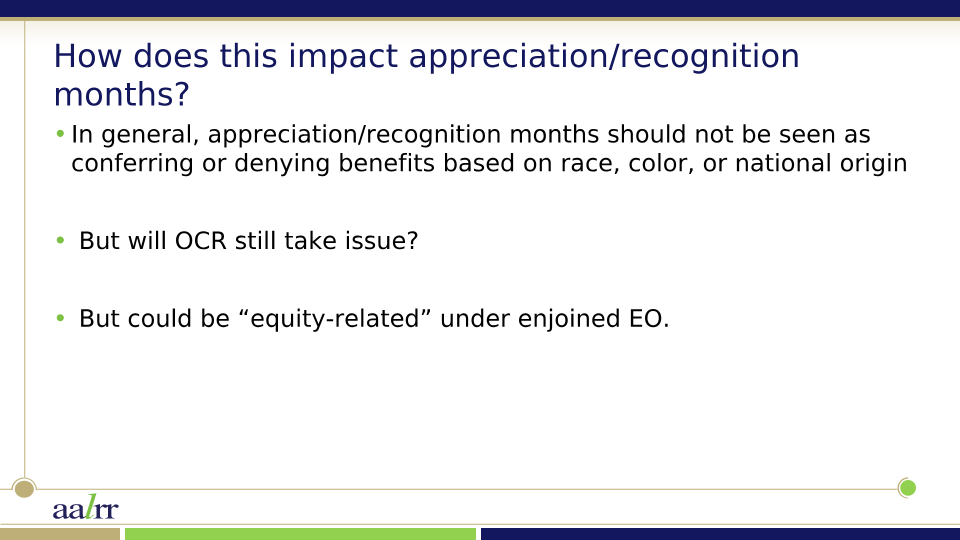 How does this impact appreciation/recognition
months?
• In general, appreciation/recognition months should not be seen as
conferring or denying benefits based on race, color, or national origin
• But will OCR still take issue?
• But could be “equity-related” under enjoined EO.
aalrr